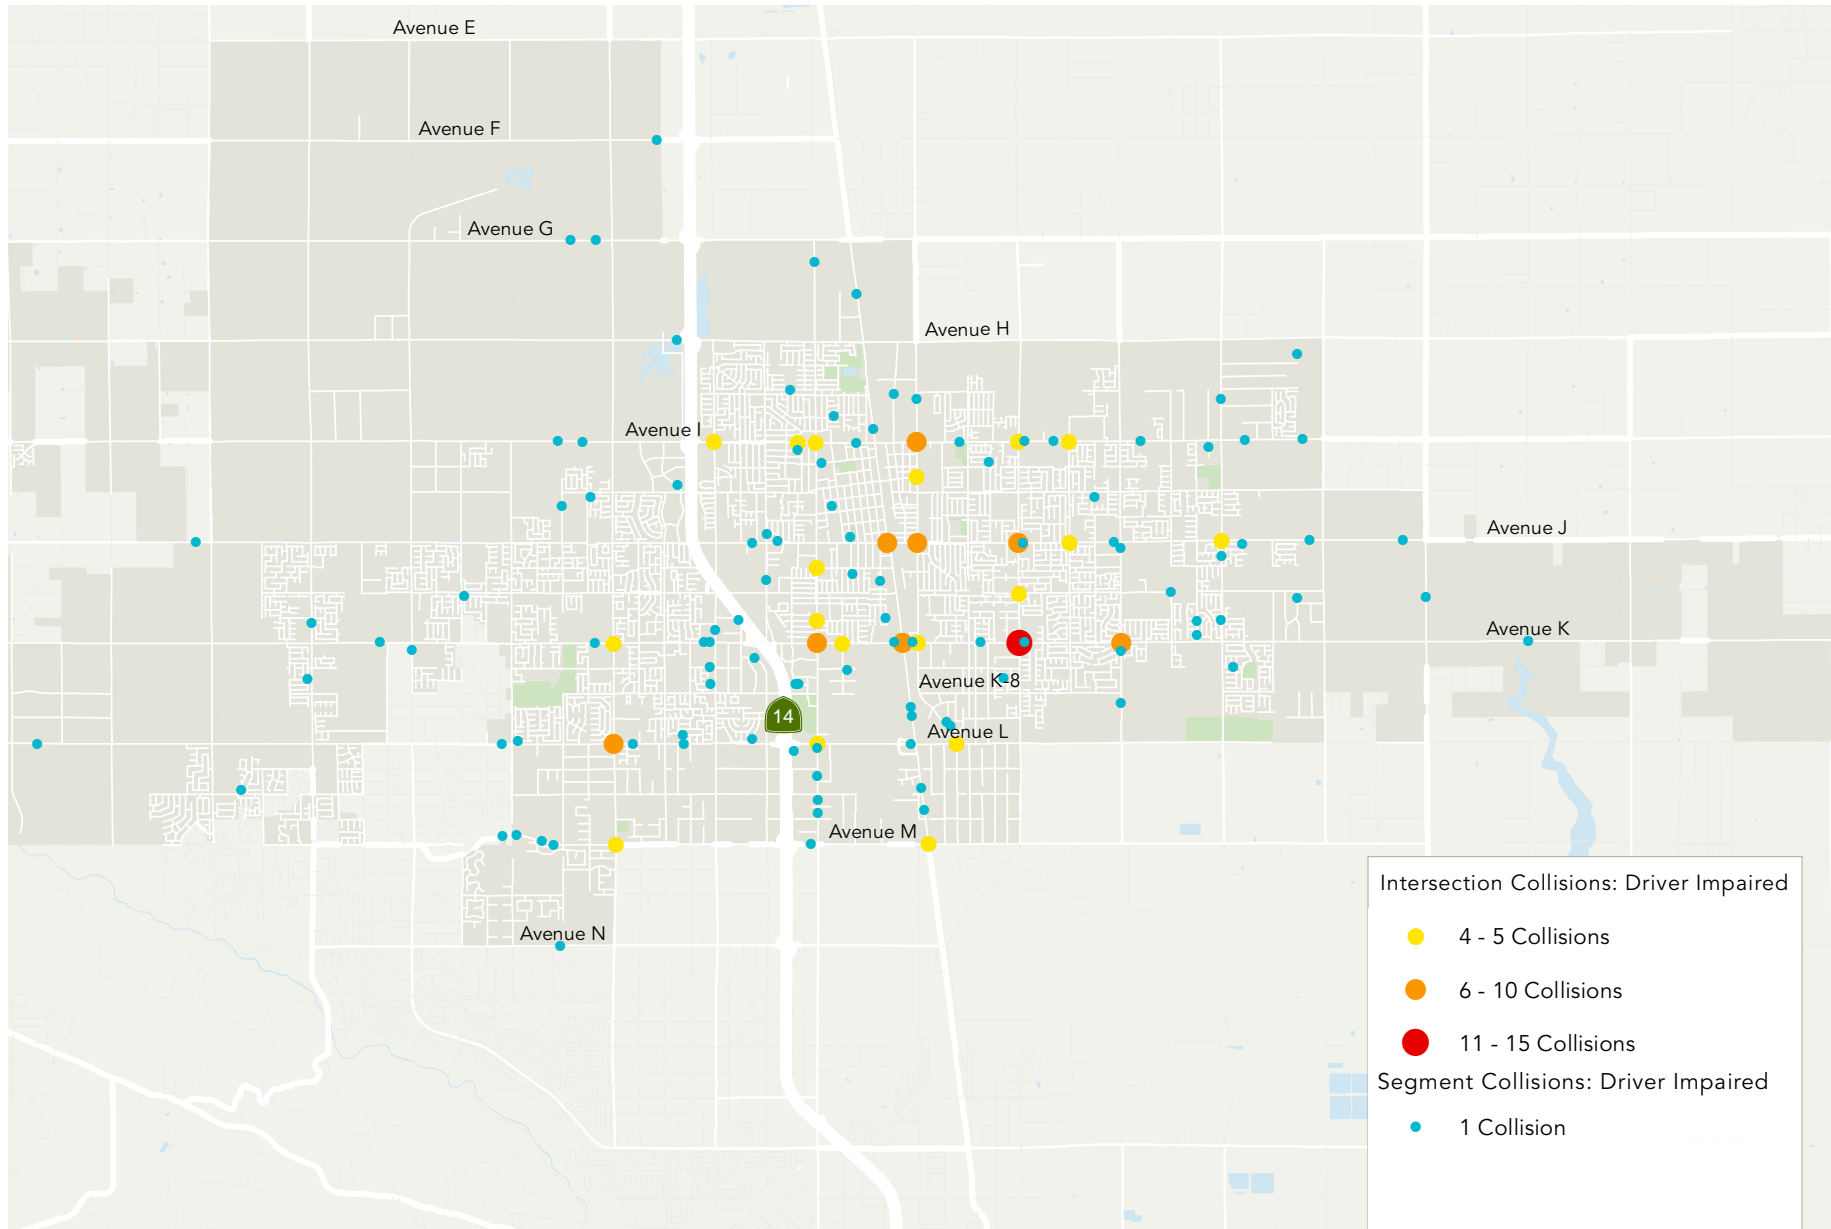 Avenue E
Avenue F
Avenue G
Avenue H
Avenue I
Avenue J
Avenue K
Avenue K-8
14
Avenue L
Avenue M
Avenue N
Intersection Collisions: Driver Impaired
4 - 5 Collisions
6 - 10 Collisions
11 - 15 Collisions
Segment Collisions: Driver Impaired
1 Collision